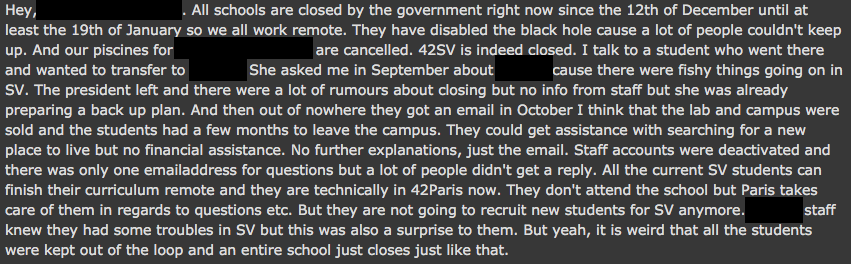 Hey, . All schools are closed by the government right now since the 12th of December until at
least the 19th of January so we all work remote. They have disabled the black hole cause a lot of people couldn't keep
up. And our piscines for are cancelled. 42SV is indeed closed. I talk to a student who went there
and wanted to transfer to She asked me in September about cause there were fishy things going on in
SV. The president left and there were a lot of rumours about closing but no info from staff but she was already
preparing a back up plan. And then out of nowhere they got an email in October I think that the lab and campus were
sold and the students had a few months to leave the campus. They could get assistance with searching for a new
place to live but no financial assistance. No further explanations, just the email. Staff accounts were deactivated and
there was only one emailaddress for questions but a lot of people didn't get a reply. All the current SV students can
finish their curriculum remote and they are technically in 42Paris now. They don't attend the school but Paris takes
care of them in regards to questions etc. But they are not going to recruit new students for SV anymore. staff
knew they had some troubles in SV but this was also a surprise to them. But yeah, it is weird that all the students
were kept out of the loop and an entire school just closes just like that.